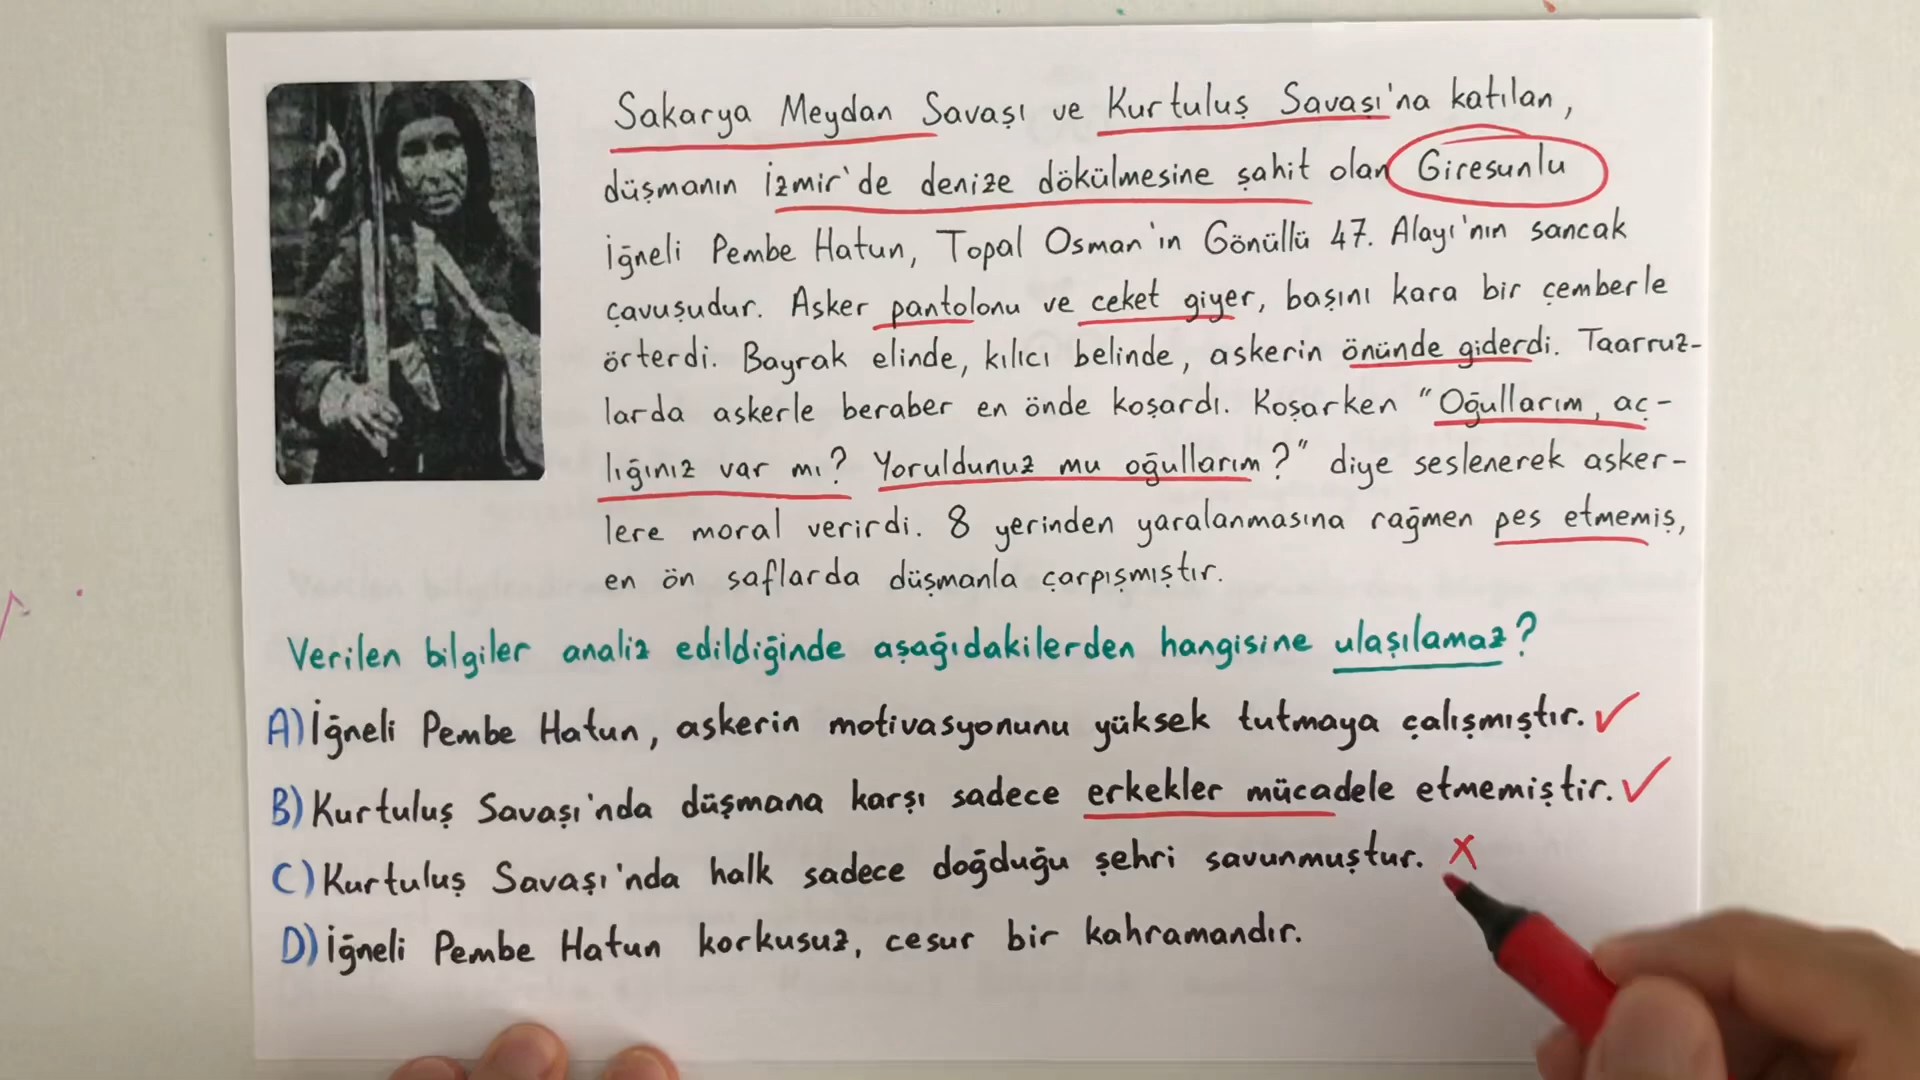 Sakarya Meydan Savaşı ve Kurtuluş Savaşı'na katılan,
düşmanın İzmir'de denize dökülmesine şahit olan Giresunlu
İğneli Pembe Hatun, Topal Osman'ın Gönüllü 47. Alayı'nın sancak
çavuşudur. Asker pantolonu ve ceket giyer, başını kara bir çemberle
örterdi. Bayrak elinde, kılıcı belinde, askerin önünde giderdi. Taarruz-
larda askerle beraber en önde koşardı. Koşarken "Oğullarım, aç-
lığınız var mı? Yoruldunuz mu oğullarım?" diye seslenerek asker-
lere moral verirdi. 8 yerinden yaralanmasına rağmen pes etmemiş,
en ön saflarda düşmanla çarpışmıştır.
Verilen bilgiler analiz edildiğinde aşağıdakilerden hangisine ulaşılamaz?
A) İğneli Pembe Hatun, askerin motivasyonunu yüksek tutmaya çalışmıştır. ✓
B) Kurtuluş Savaşı'nda düşmana karşı sadece erkekler mücadele etmemiştir. ✓
C) Kurtuluş Savaşı'nda halk sadece doğduğu şehri savunmuştur. X
D) İğneli Pembe Hatun korkusuz, cesur bir kahramandır.